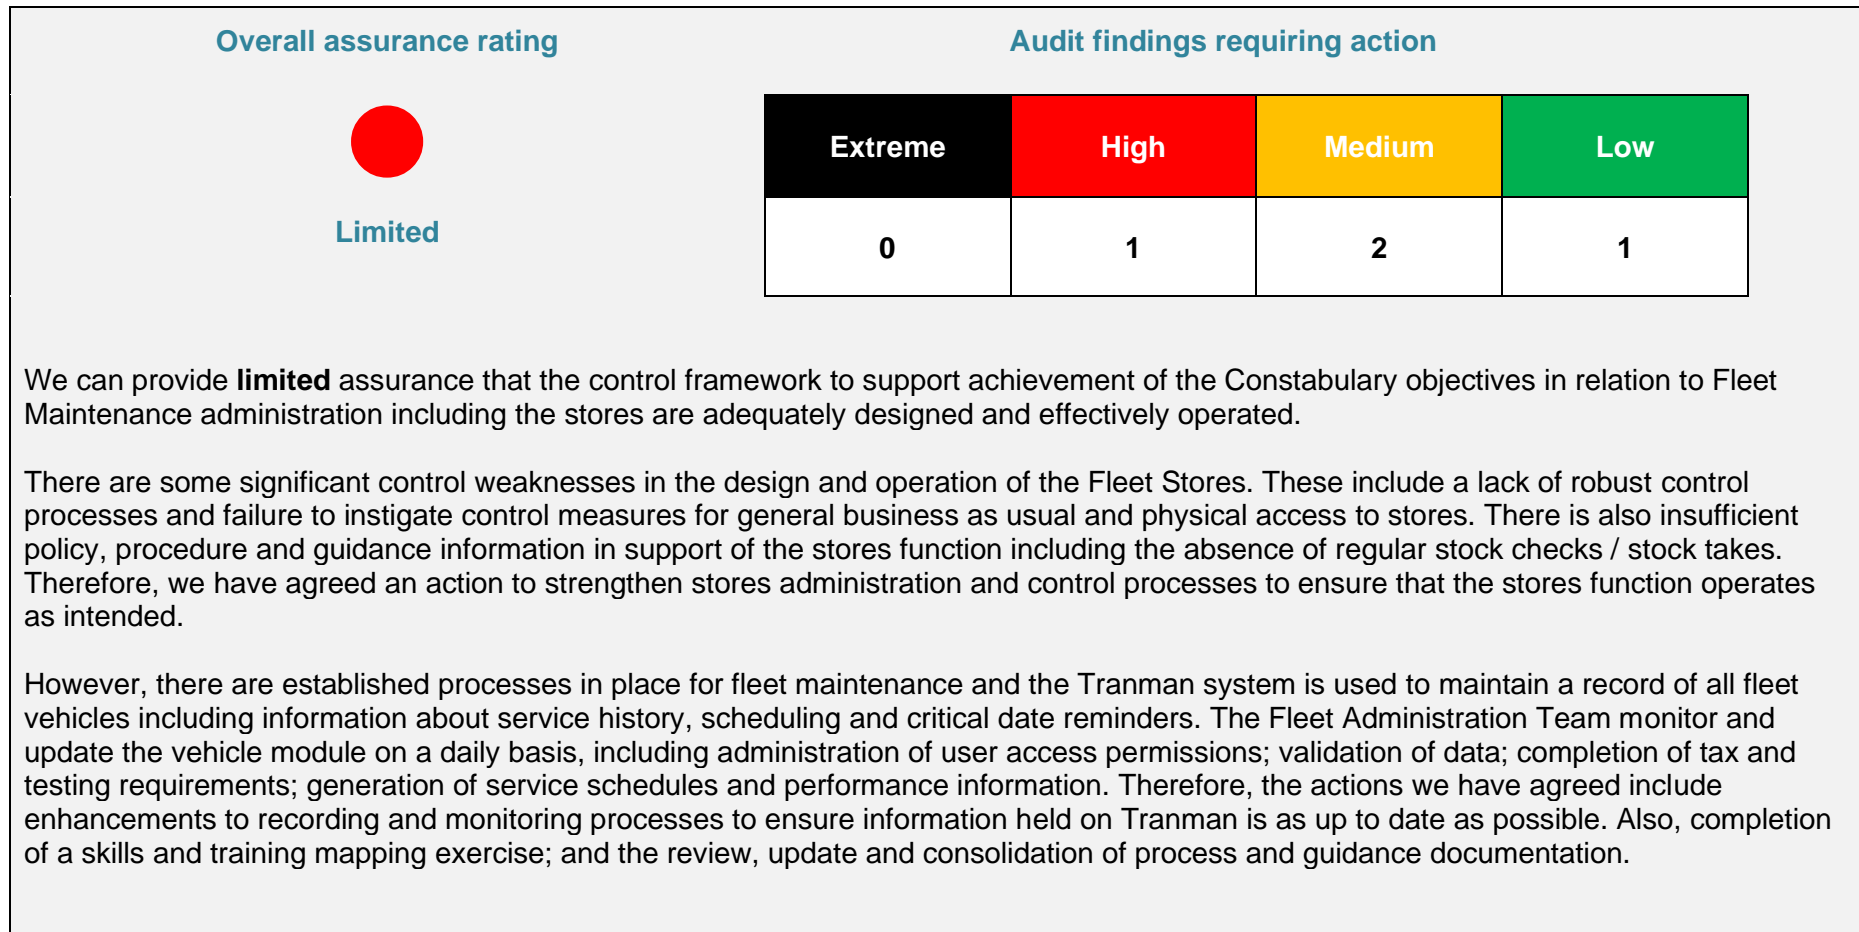 Overall assurance rating
Audit findings requiring action
Extreme High Medium Low
Limited
0 1 2 1
We can provide limited assurance that the control framework to support achievement of the Constabulary objectives in relation to Fleet
Maintenance administration including the stores are adequately designed and effectively operated.
There are some significant control weaknesses in the design and operation of the Fleet Stores. These include a lack of robust control
processes and failure to instigate control measures for general business as usual and physical access to stores. There is also insufficient
policy, procedure and guidance information in support of the stores function including the absence of regular stock checks / stock takes.
Therefore, we have agreed an action to strengthen stores administration and control processes to ensure that the stores function operates
as intended.
However, there are established processes in place for fleet maintenance and the Tranman system is used to maintain a record of all fleet
vehicles including information about service history, scheduling and critical date reminders. The Fleet Administration Team monitor and
update the vehicle module on a daily basis, including administration of user access permissions; validation of data; completion of tax and
testing requirements; generation of service schedules and performance information. Therefore, the actions we have agreed include
enhancements to recording and monitoring processes to ensure information held on Tranman is as up to date as possible. Also, completion
of a skills and training mapping exercise; and the review, update and consolidation of process and guidance documentation.